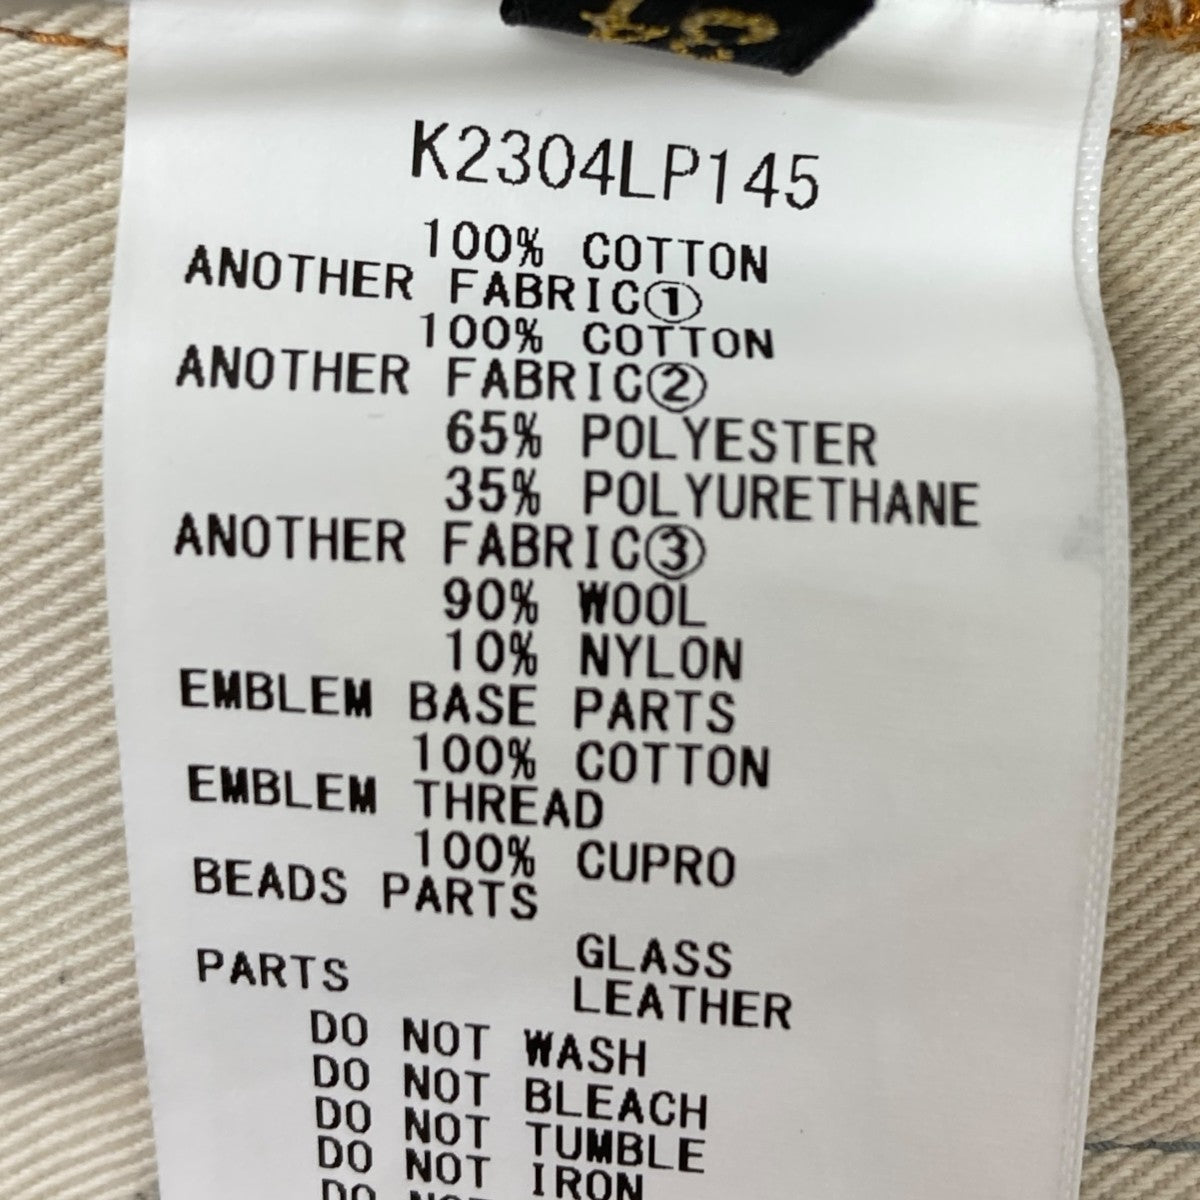 K2304LP145
100% COTTON
ANOTHER FABRIC①
100% COTTON
ANOTHER FABRIC②
65% POLYESTER
35% POLYURETHANE
ANOTHER FABRIC③
90% WOOL
10% NYLON
EMBLEM BASE PARTS
100% COTTON
EMBLEM THREAD
100% CUPRO
BEADS PARTS
GLASS
PARTS
LEATHER
DO NOT WASH
DO NOT BLEACH
DO NOT TUMBLE
DO NOT IRON
DO NOT